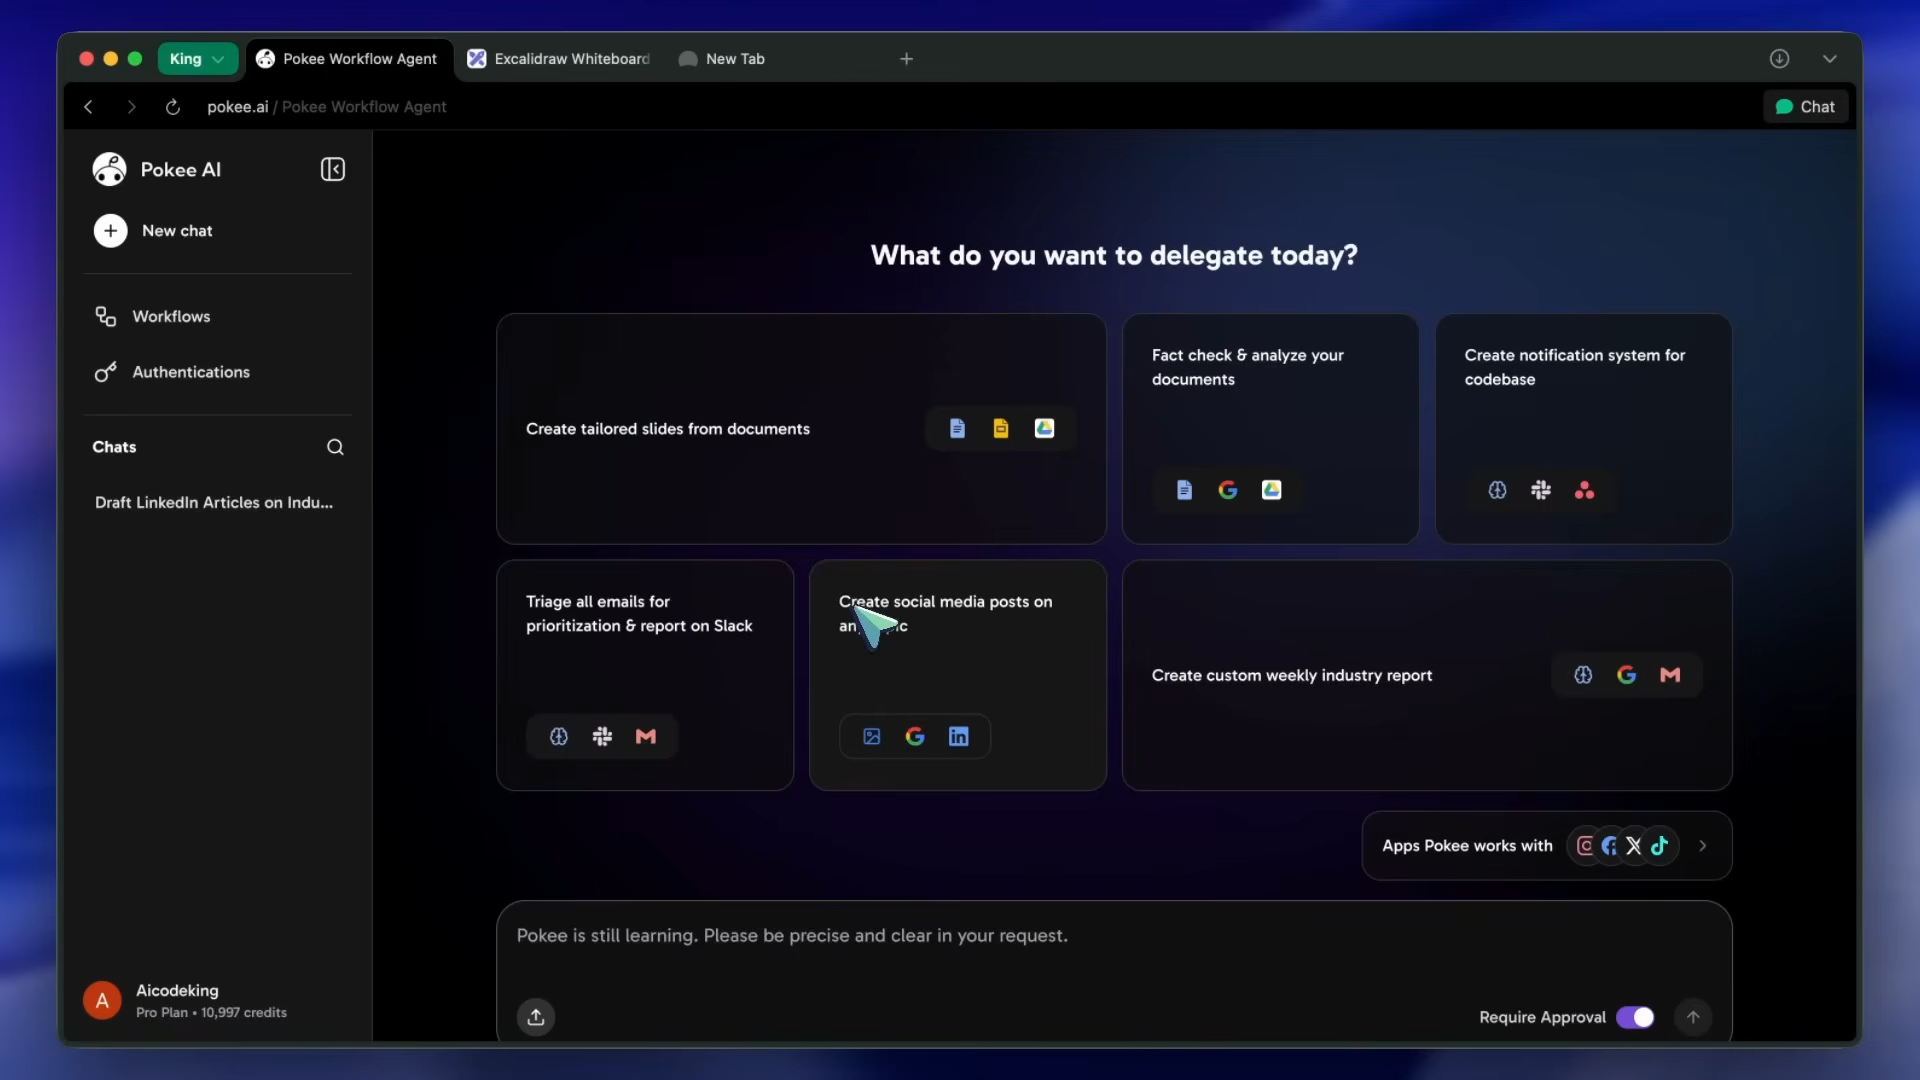 King
Pokee Workflow Agent
Excalidraw Whiteboard
New Tab
pokee.ai / Pokee Workflow Agent
Chat
Pokee AI
New chat
Workflows
Authentications
Chats
Draft LinkedIn Articles on Indu...
Aicodeking
Pro Plan • 10,997 credits
A
What do you want to delegate today?
Create tailored slides from documents
Fact check & analyze your
documents
Create notification system for
codebase
Triage all emails for
prioritization & report on Slack
Create social media posts on
Create custom weekly industry report
Apps Pokee works with
Pokee is still learning. Please be precise and clear in your request.
Require Approval